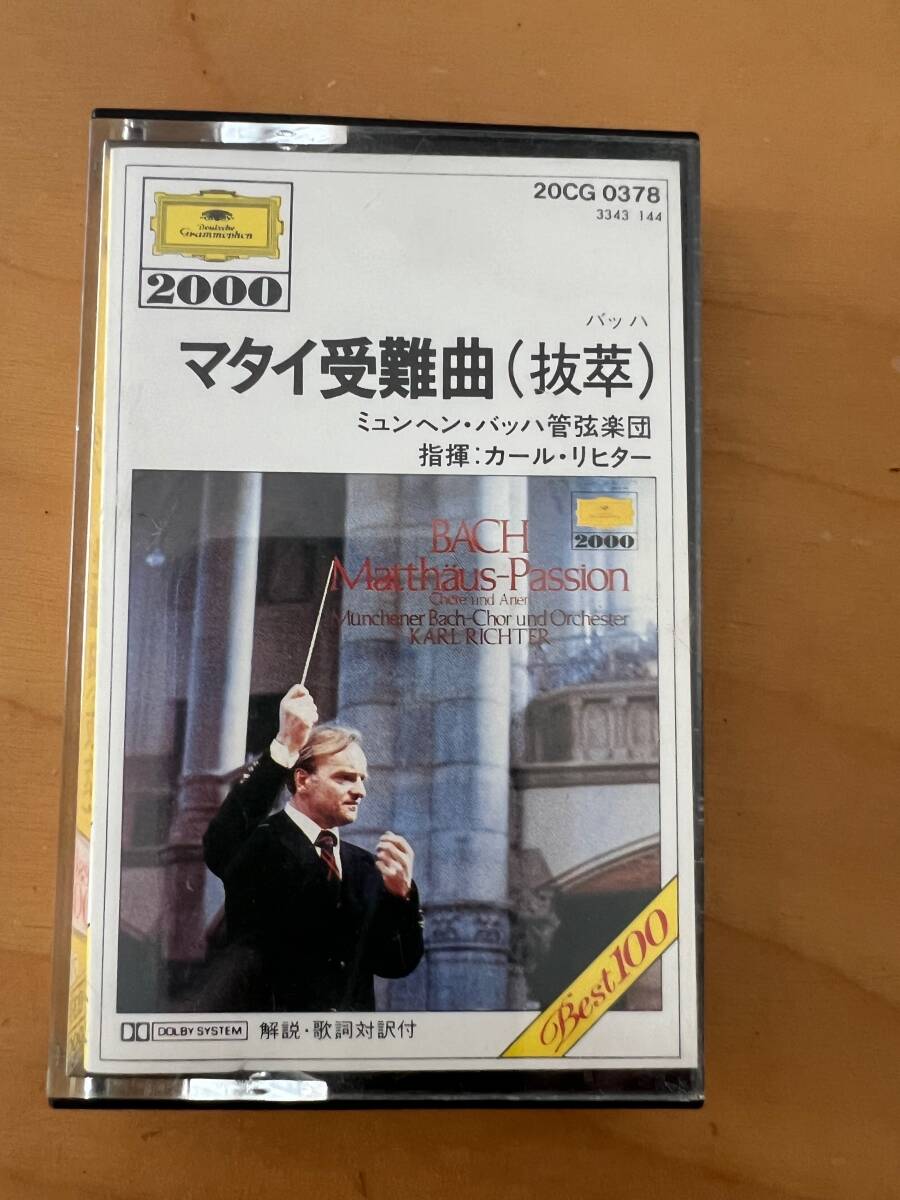 20CG 0378
3343 144
Deutsche
Grammophon
2000
バッハ
マタイ受難曲(抜萃)
ミュンヘン・バッハ管弦楽団
指揮:カール・リヒター
2000
BACH
Matthäus-Passion
Chöre und Arien
Münchener Bach-Chor und Orchester
KARL RICHTER
Best 100
DOLBY SYSTEM 解説・歌詞対訳付